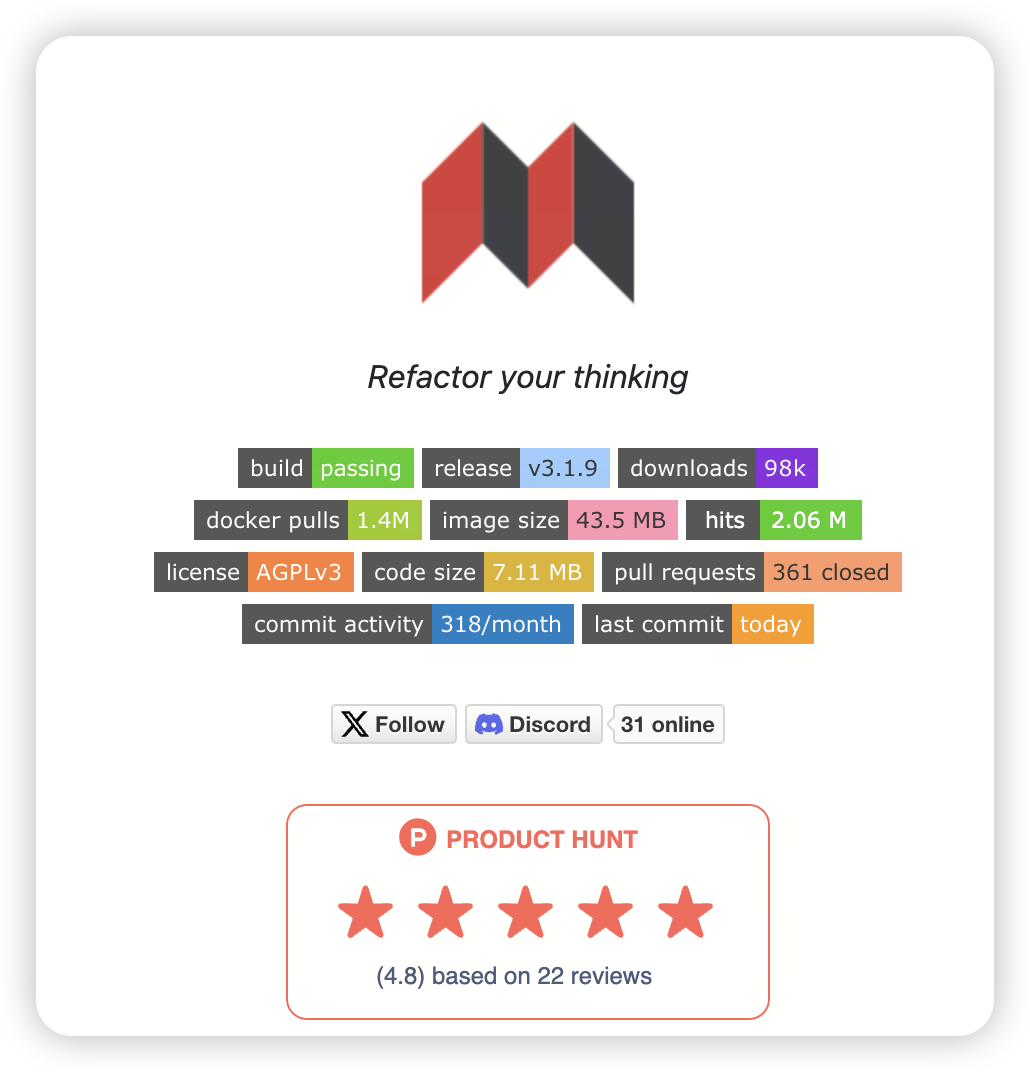 Refactor your thinking
build passing release v3.1.9 downloads 98k
docker pulls 1.4M image size 43.5 MB hits 2.06 M
license AGPLv3 code size 7.11 MB pull requests 361 closed
commit activity 318/month last commit today
Follow Discord 31 online
P PRODUCT HUNT
(4.8) based on 22 reviews